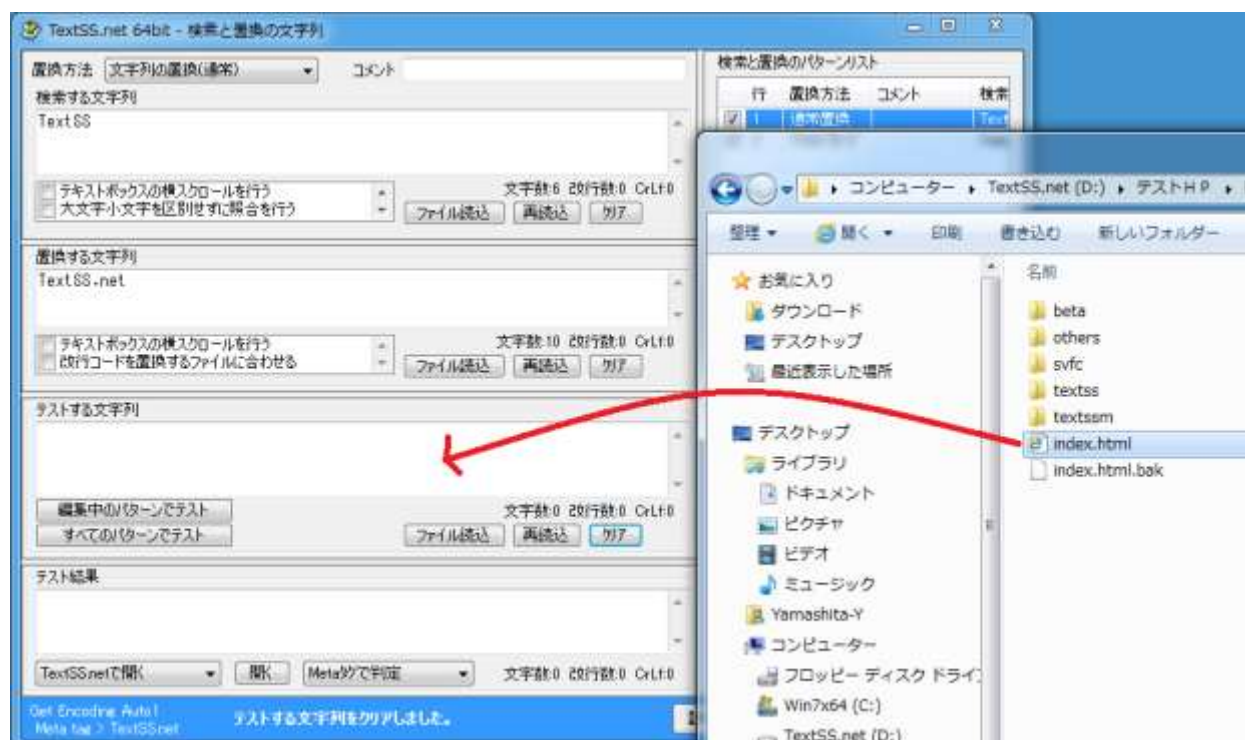 TextSS.net 64bit - 検索と置換の文字列
置換方法 文字列の置換(通常) コメント
検索する文字列
TextSS
テキストボックスの横スクロールを行う
大文字小文字を区別せずに照合を行う
文字数:6 改行数:0 CrLf:0
ファイル読込 再読込 クリア
置換する文字列
TextSS.net
テキストボックスの横スクロールを行う
改行コードを置換するファイルに合わせる
文字数:10 改行数:0 CrLf:0
ファイル読込 再読込 クリア
テストする文字列
編集中のパターンでテスト
すべてのパターンでテスト
文字数:0 改行数:0 CrLf:0
ファイル読込 再読込 クリア
テスト結果
TextSS.netで開く 開く Metaタグで判定 文字数:0 改行数:0 CrLf:0
Get Encoding Auto1
Meta tag > TextSS.net
テストする文字列をクリアしました。
検索と置換のパターンリスト
行 置換方法 コメント 検索
1 通常置換 Text
コンピューター TextSS.net (D:) テストHP
整理 開く 印刷 書き込む 新しいフォルダー
お気に入り
ダウンロード
デスクトップ
最近表示した場所
デスクトップ
ライブラリ
ドキュメント
ピクチャ
ビデオ
ミュージック
Yamashita-Y
コンピューター
フロッピー ディスク ドライブ
Win7x64 (C:)
TextSS.net (D:)
名前
beta
others
svfc
textss
textssm
index.html
index.html.bak